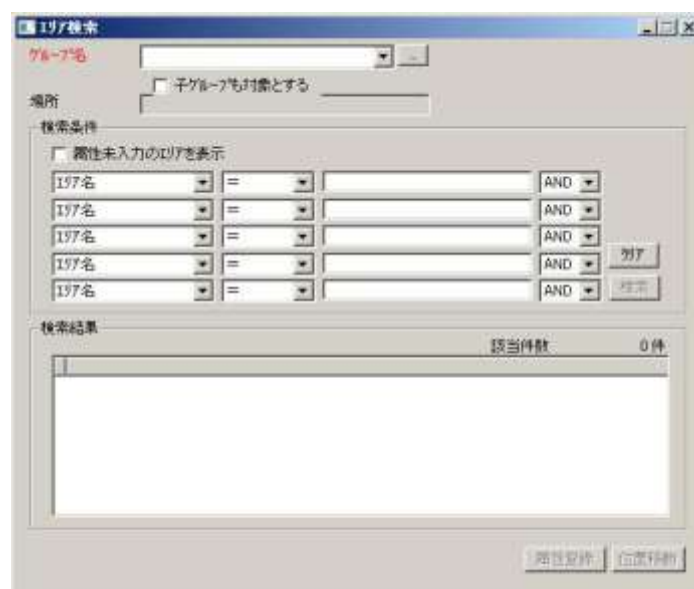 ｴﾘｱ検索
ｸﾞﾙｰﾌﾟ名
...
子ｸﾞﾙｰﾌﾟも対象とする
場所
検索条件
属性未入力のｴﾘｱを表示
ｴﾘｱ名 = AND
ｴﾘｱ名 = AND
ｴﾘｱ名 = AND
ｴﾘｱ名 = AND
ｸﾘｱ
ｴﾘｱ名 = AND
検索
検索結果
該当件数 0 件
属性登録 位置移動